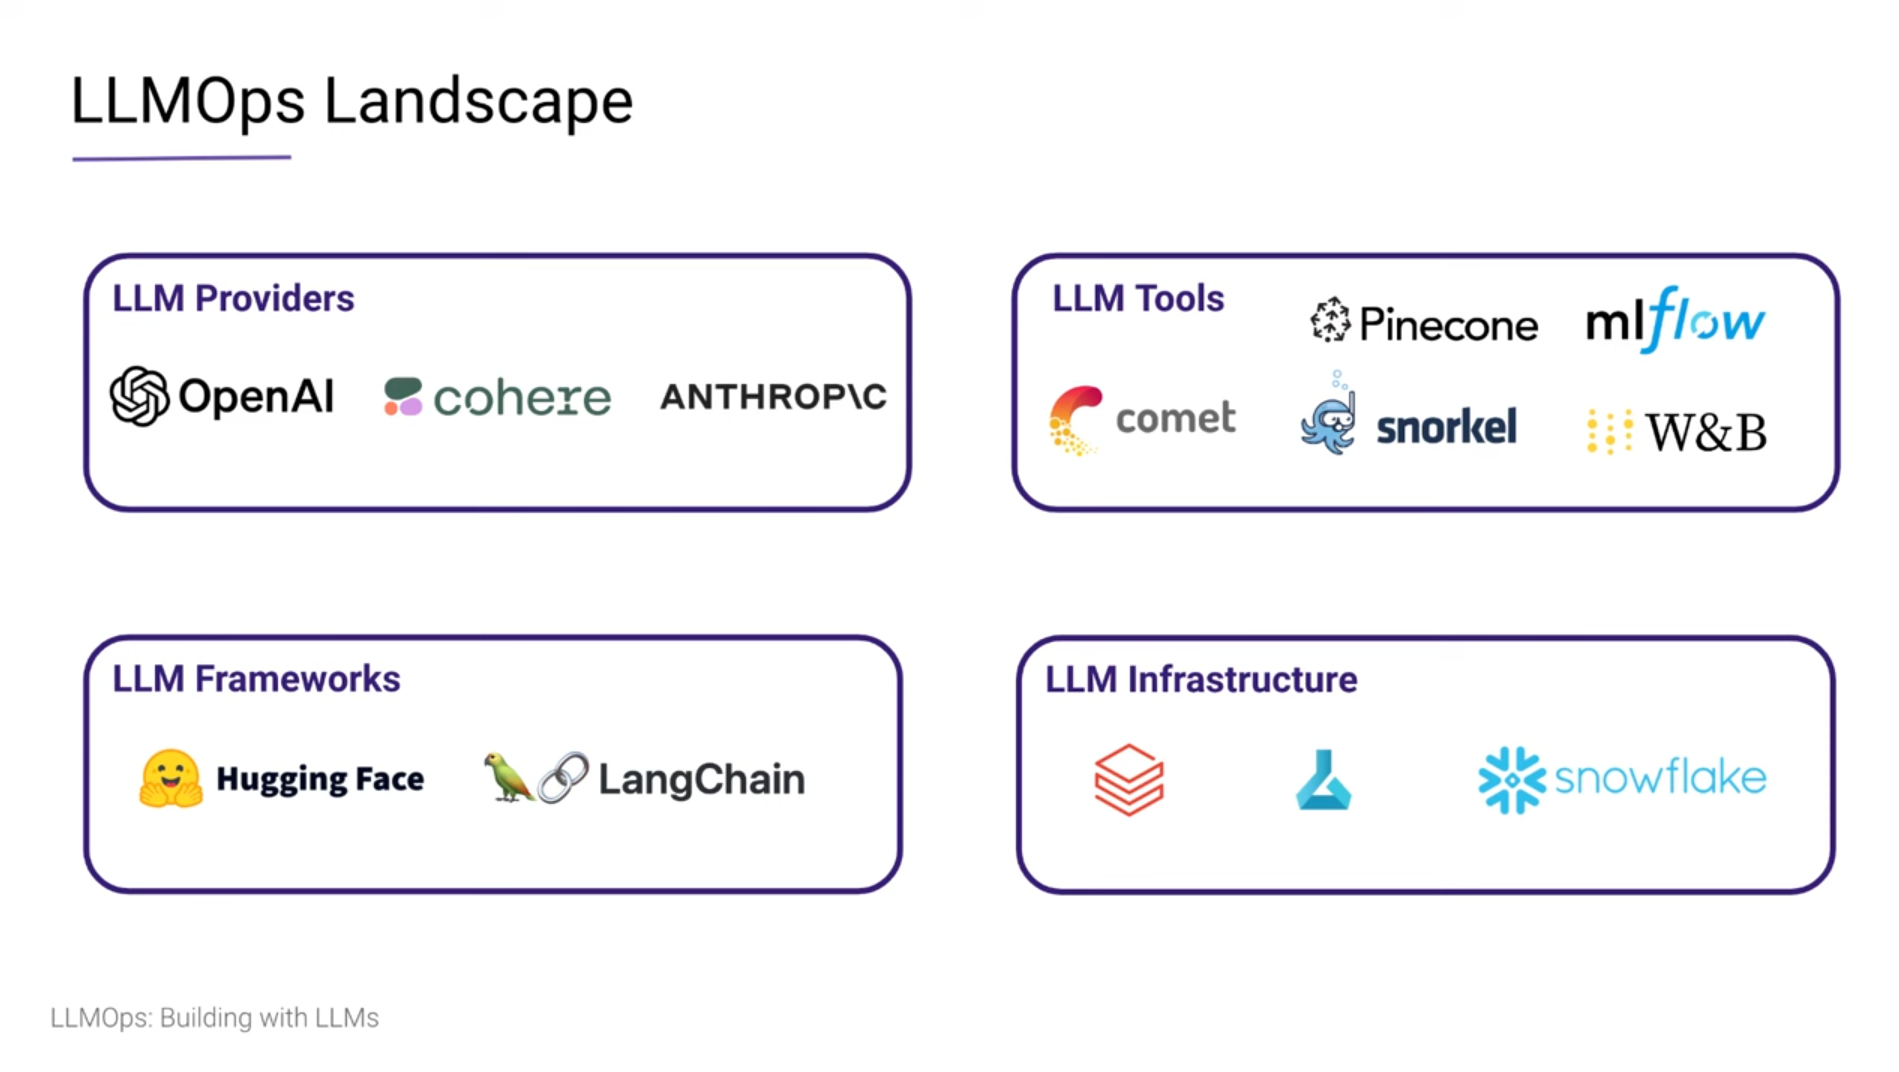 LLMOps Landscape
LLM Providers
OpenAI
cohere
ANTHROP\C
LLM Tools
Pinecone
mlflow
comet
snorkel
W&B
LLM Frameworks
Hugging Face
LangChain
LLM Infrastructure
snowflake
LLMOps: Building with LLMs